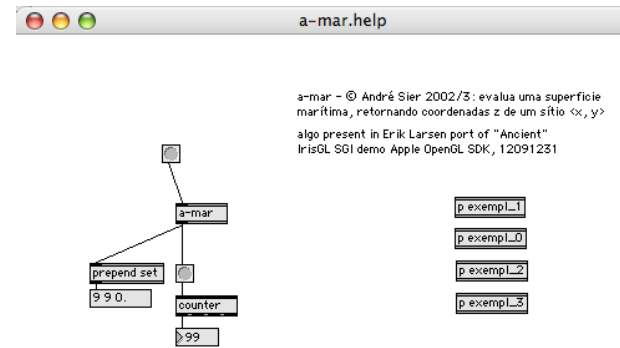 a-mar.help
a-mar - © André Sier 2002/3: evalua uma superficie
marítima, retornando coordenadas z de um sítio <x, y>
algo present in Erik Larsen port of "Ancient"
IrisGL SGI demo Apple OpenGL SDK, 12091231
a-mar
p exempl_1
p exempl_0
prepend set
p exempl_2
9 9 0.
counter
p exempl_3
99